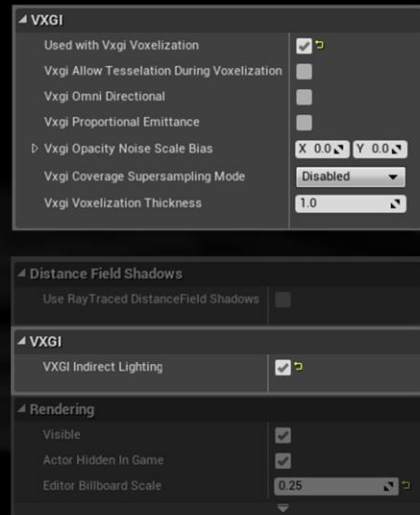 VXGI
Used with Vxgi Voxelization
Vxgi Allow Tesselation During Voxelization
Vxgi Omni Directional
Vxgi Proportional Emittance
Vxgi Opacity Noise Scale Bias X 0.0 Y 0.0
Vxgi Coverage Supersampling Mode Disabled
Vxgi Voxelization Thickness 1.0
Distance Field Shadows
Use RayTraced DistanceField Shadows
VXGI
VXGI Indirect Lighting
Rendering
Visible
Actor Hidden In Game
Editor Billboard Scale 0.25